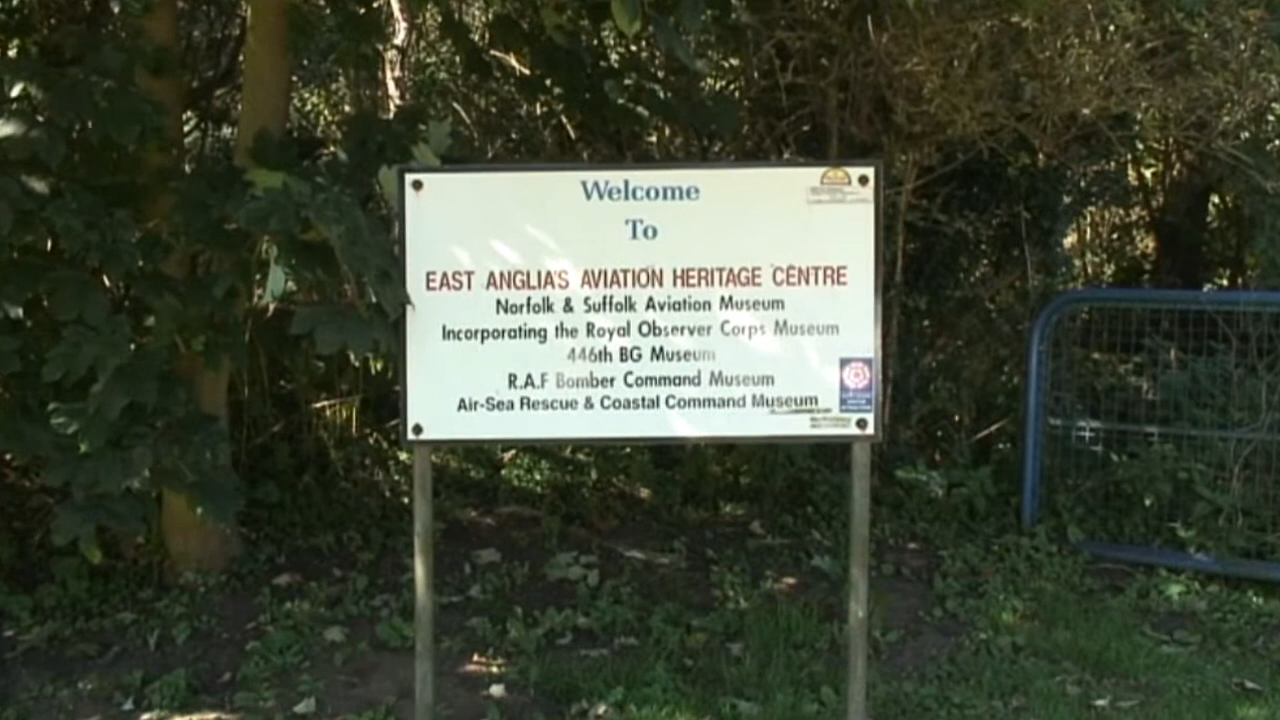 Welcome
To
EAST ANGLIA'S AVIATION HERITAGE CENTRE
Norfolk & Suffolk Aviation Museum
Incorporating the Royal Observer Corps Museum
446th BG Museum
R.A.F Bomber Command Museum
Air-Sea Rescue & Coastal Command Museum